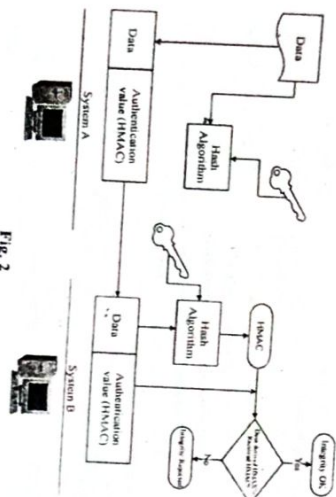 Data
Hash
Algorithm
Data
Authentication
value (HMAC)
System A
HMAC
Hash
Algorithm
Data
Authentication
value (HMAC)
System B
Integrity OK
Yes
No
Integrity Rejected
Fig. 2